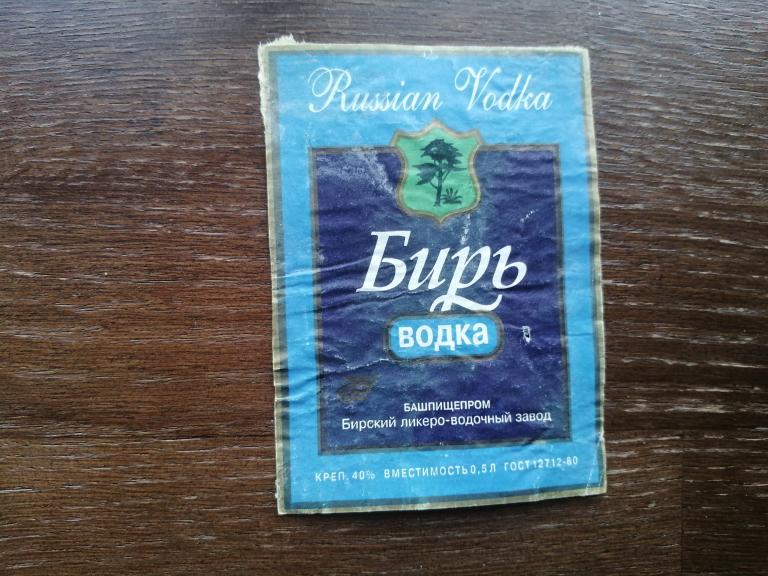 Russian Vodka
Бирь
водка
БАШПИЩЕПРОМ
Бирский ликеро-водочный завод
КРЕП. 40% ВМЕСТИМОСТЬ 0,5 Л ГОСТ 12712-80